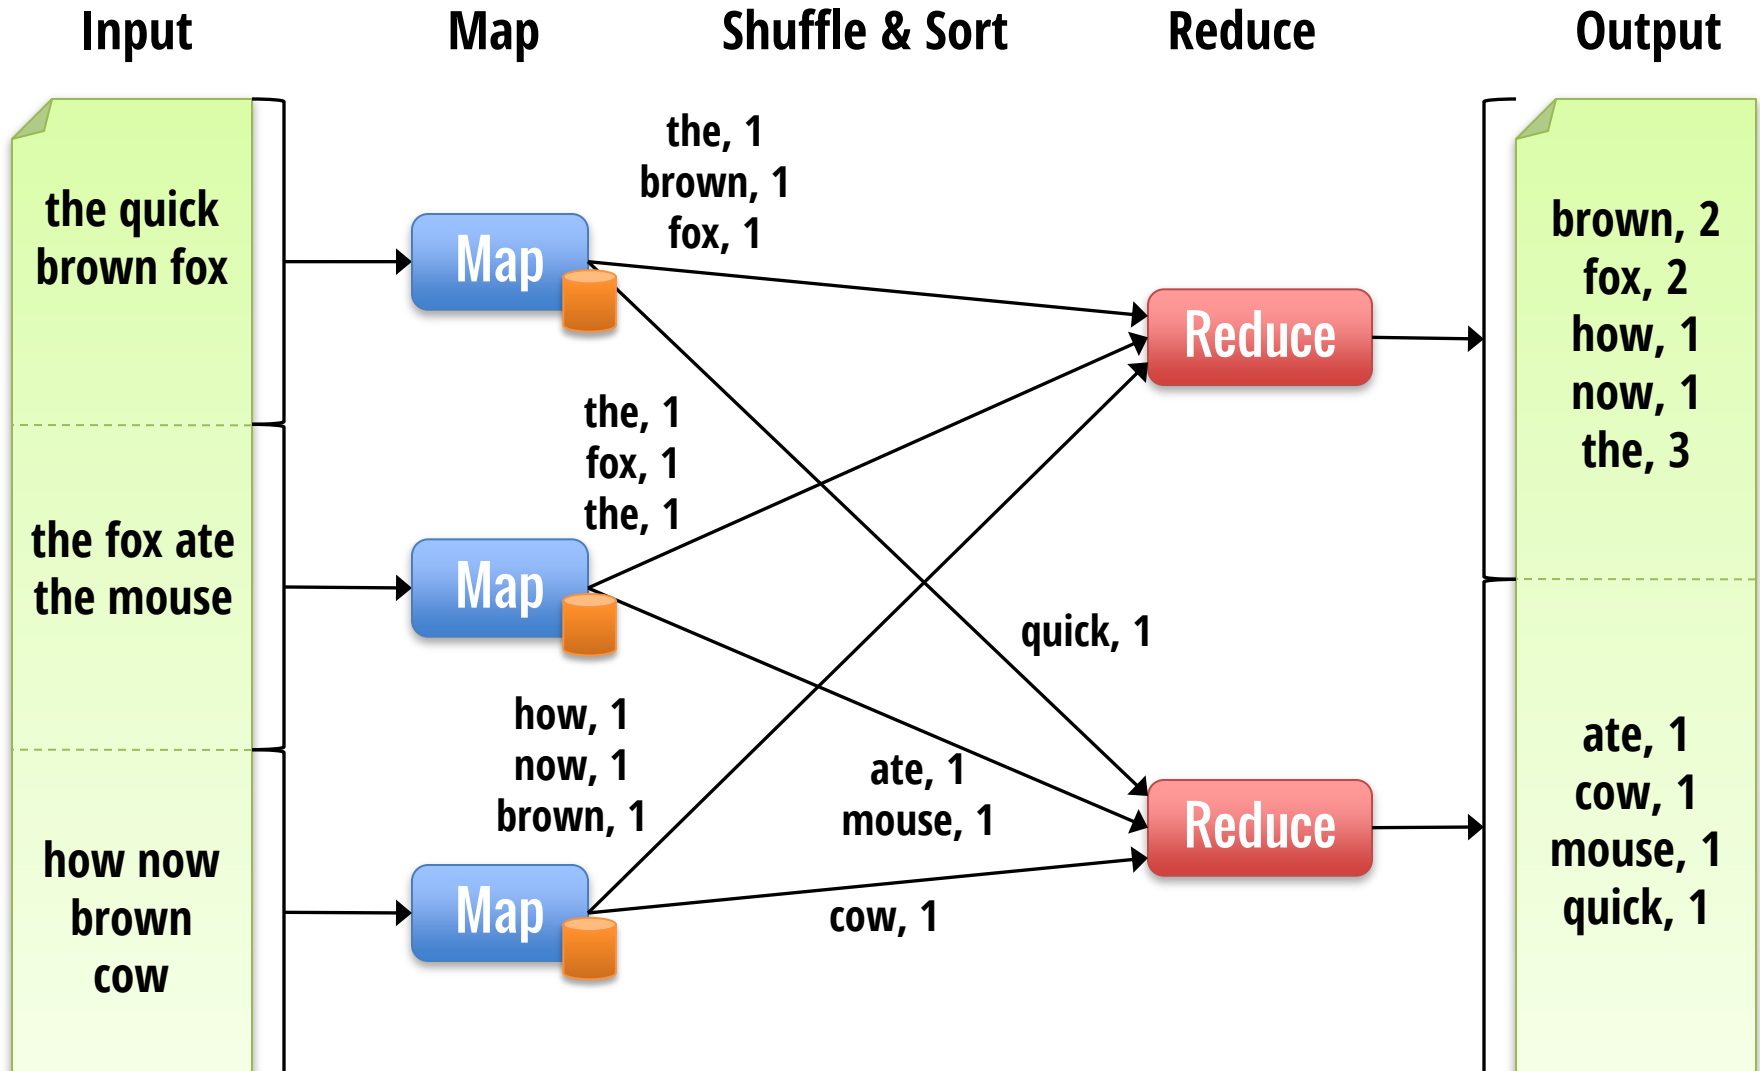 Input
Map
Shuffle & Sort
Reduce
Output
the quick
brown fox
the fox ate
the mouse
how now
brown
cow
Map
Map
Map
the, 1
brown, 1
fox, 1
the, 1
fox, 1
the, 1
how, 1
now, 1
brown, 1
quick, 1
ate, 1
mouse, 1
cow, 1
Reduce
Reduce
brown, 2
fox, 2
how, 1
now, 1
the, 3
ate, 1
cow, 1
mouse, 1
quick, 1